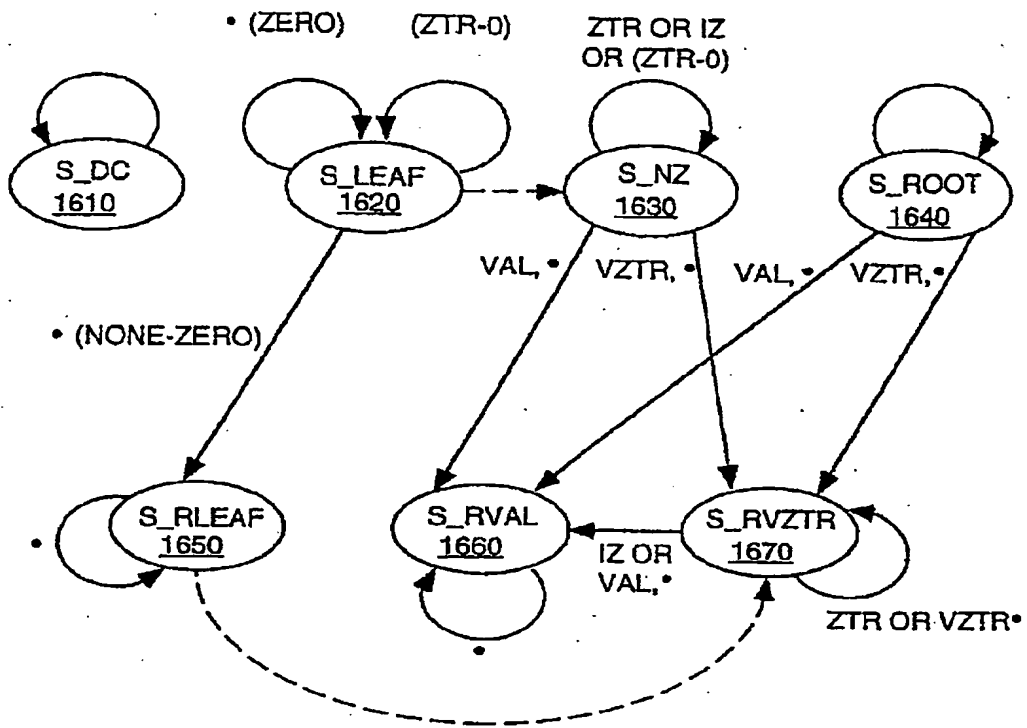 • (ZERO)
(ZTR-0)
ZTR OR IZ
OR (ZTR-0)
S_DC
1610
S_LEAF
1620
S_NZ
1630
S_ROOT
1640
VAL, •
VZTR, •
VAL, •
VZTR, •
• (NONE-ZERO)
S_RLEAF
1650
S_RVAL
1660
S_RVZTR
1670
•
IZ OR
VAL, •
•
ZTR OR VZTR•